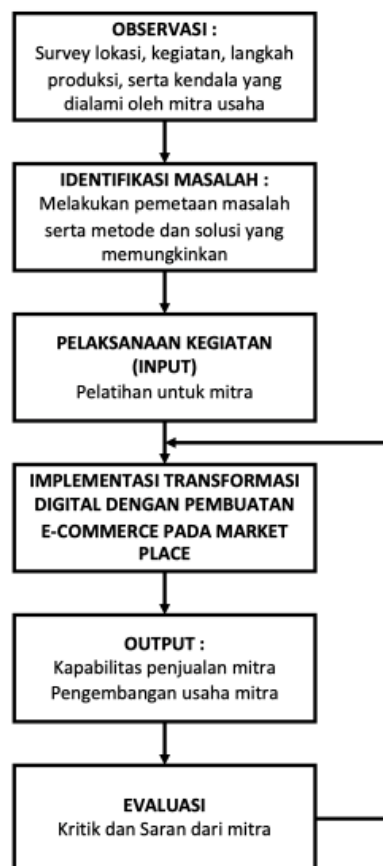 OBSERVASI :
Survey lokasi, kegiatan, langkah
produksi, serta kendala yang
dialami oleh mitra usaha
IDENTIFIKASI MASALAH :
Melakukan pemetaan masalah
serta metode dan solusi yang
memungkinkan
PELAKSANAAN KEGIATAN
(INPUT)
Pelatihan untuk mitra
IMPLEMENTASI TRANSFORMASI
DIGITAL DENGAN PEMBUATAN
E-COMMERCE PADA MARKET
PLACE
OUTPUT :
Kapabilitas penjualan mitra
Pengembangan usaha mitra
EVALUASI
Kritik dan Saran dari mitra